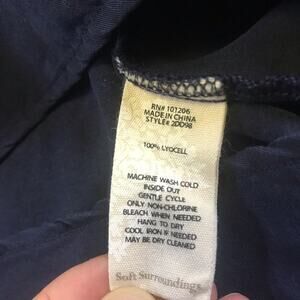 RN# 101206
MADE IN CHINA
STYLE# 2DD98
100% LYOCELL
MACHINE WASH COLD
INSIDE OUT
GENTLE CYCLE
ONLY NON-CHLORINE
BLEACH WHEN NEEDED
HANG TO DRY
COOL IRON IF NEEDED
MAY BE DRY CLEANED
Soft Surroundings